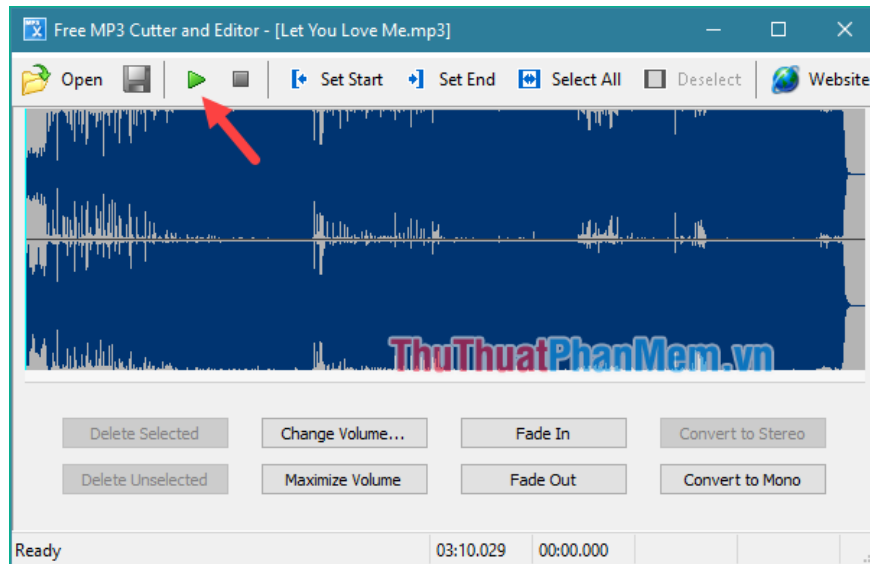 Free MP3 Cutter and Editor - [Let You Love Me.mp3]
Open Set Start Set End Select All Deselect Website
ThuThuatPhanMem.vn
Delete Selected Change Volume... Fade In Convert to Stereo
Delete Unselected Maximize Volume Fade Out Convert to Mono
Ready 03:10.029 00:00.000